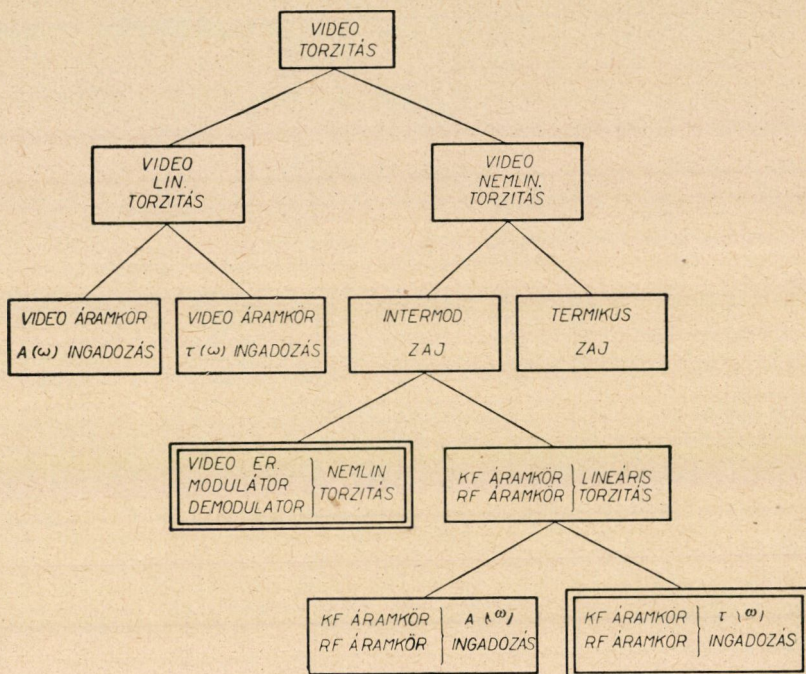 VIDEO
TORZITÁS
VIDEO
LIN.
TORZITÁS
VIDEO
NEMLIN.
TORZITÁS
VIDEO ÁRAMKÖR
A(ω) INGADOZÁS
VIDEO ÁRAMKÖR
τ(ω) INGADOZÁS
INTERMOD.
ZAJ
TERMIKUS
ZAJ
VIDEO ER.
MODULÁTOR
DEMODULATOR
NEMLIN
TORZITÁS
KF ÁRAMKÖR
RF ÁRAMKÖR
LINEÁRIS
TORZITÁS
KF ÁRAMKÖR
RF ÁRAMKÖR
A (ω)
INGADOZÁS
KF ÁRAMKÖR
RF ÁRAMKÖR
τ (ω)
INGADOZÁS